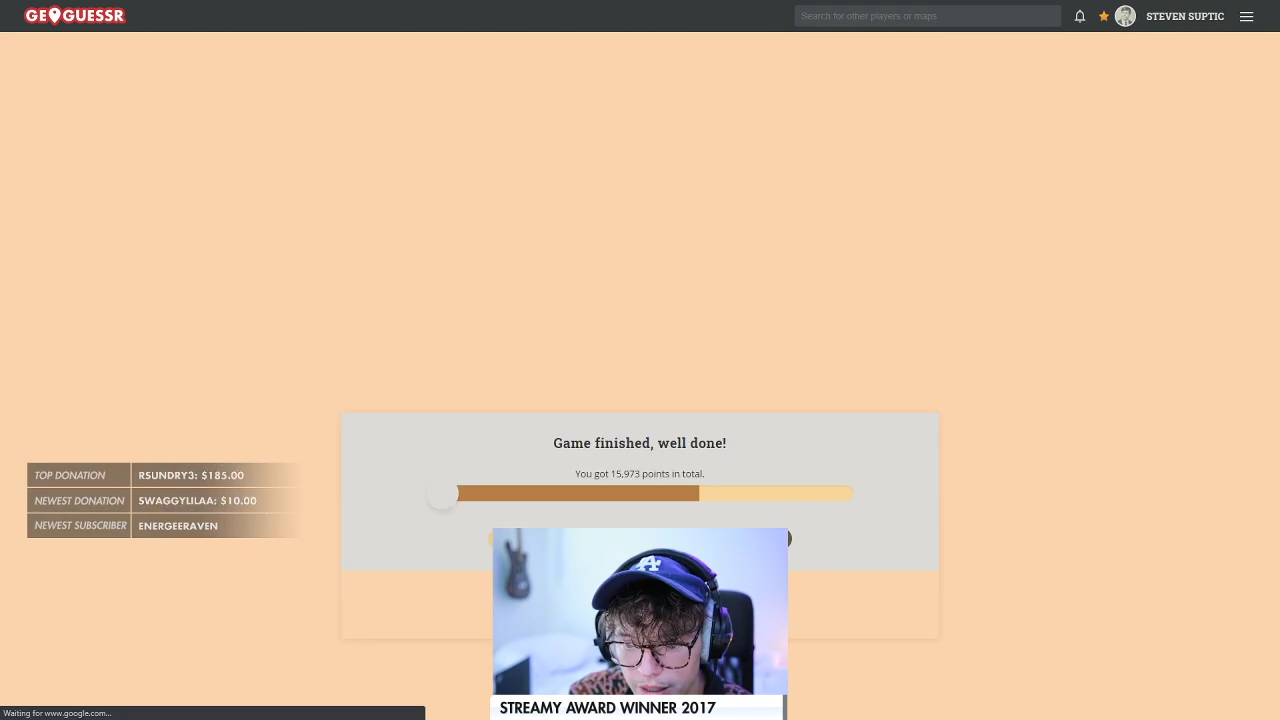 GEOGUESSR
Search for other players or maps
STEVEN SUPTIC
Game finished, well done!
You got 15,973 points in total.
TOP DONATION RSUNDRY3: $185.00
NEWEST DONATION SWAGGYLILAA: $10.00
NEWEST SUBSCRIBER ENERGEERAVEN
LA
STREAMY AWARD WINNER 2017
Waiting for www.google.com...